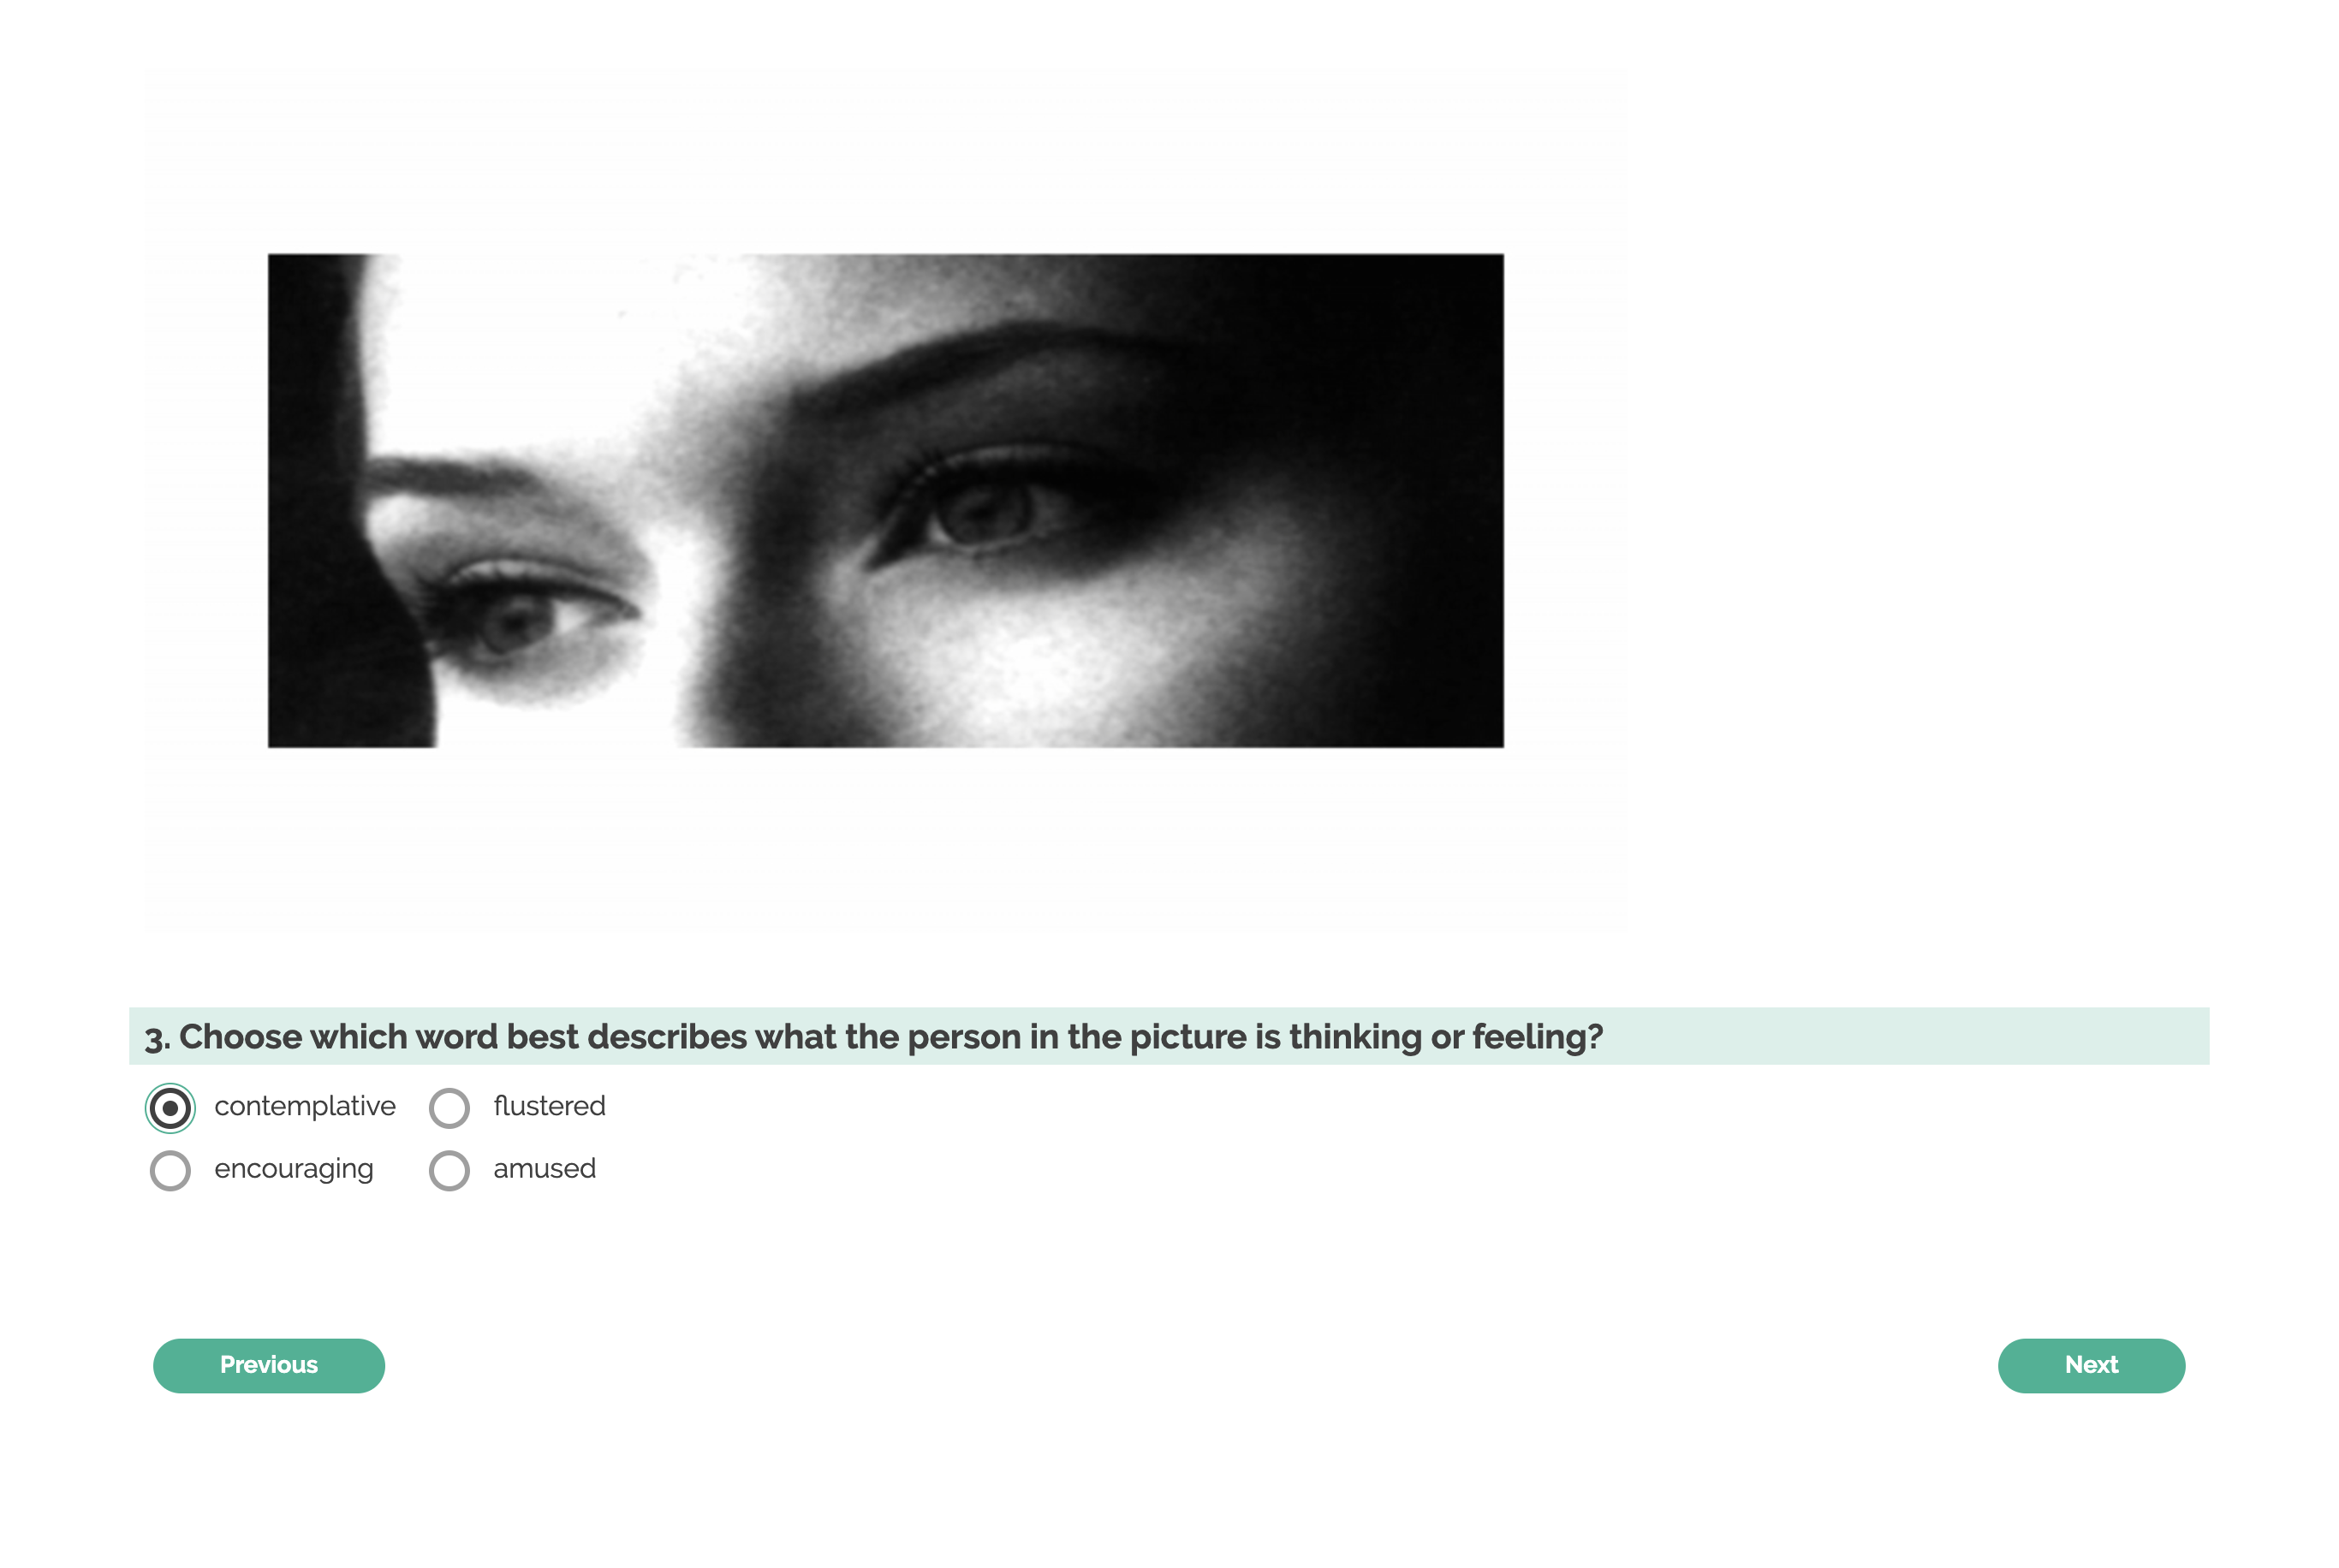 3. Choose which word best describes what the person in the picture is thinking or feeling?
contemplative flustered
encouraging amused
Previous Next